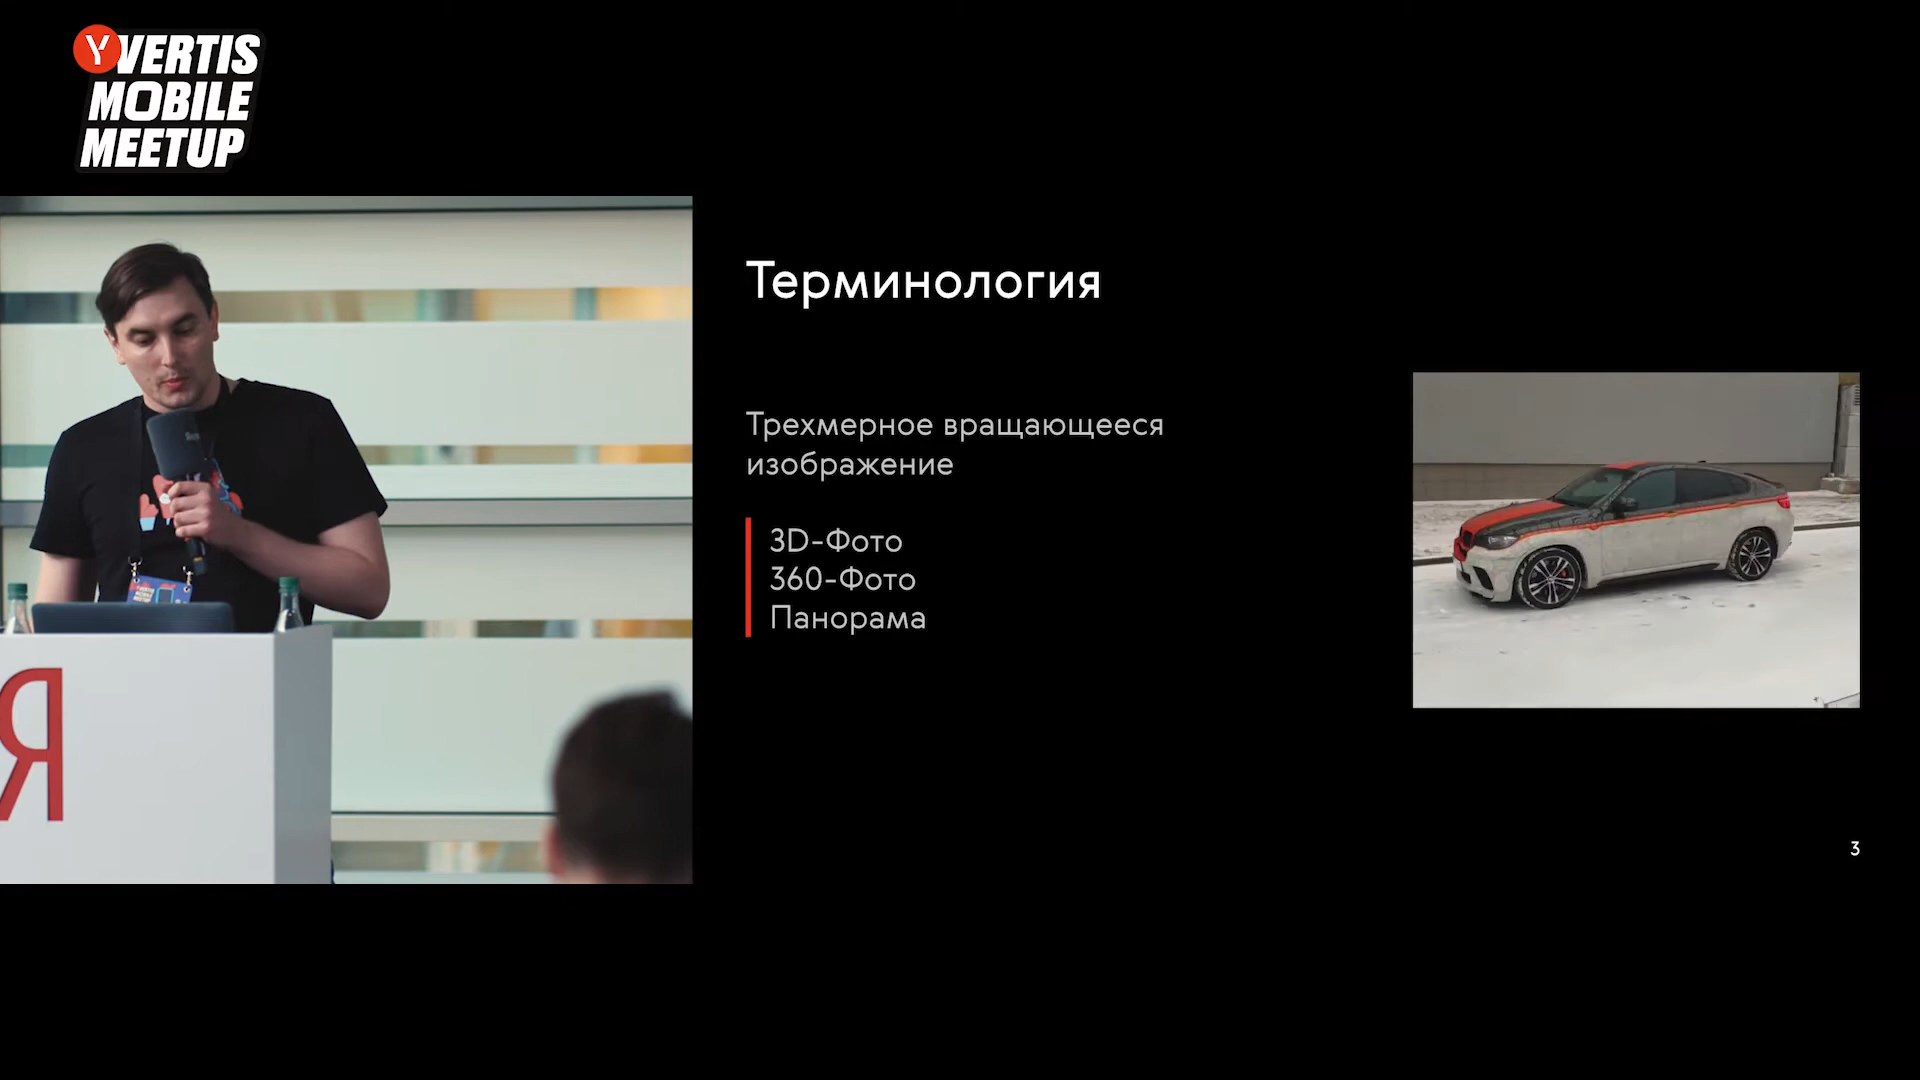 Y VERTIS
MOBILE
MEETUP
Терминология
Трехмерное вращающееся
изображение
3D-Фото
360-Фото
Панорама
3
Я